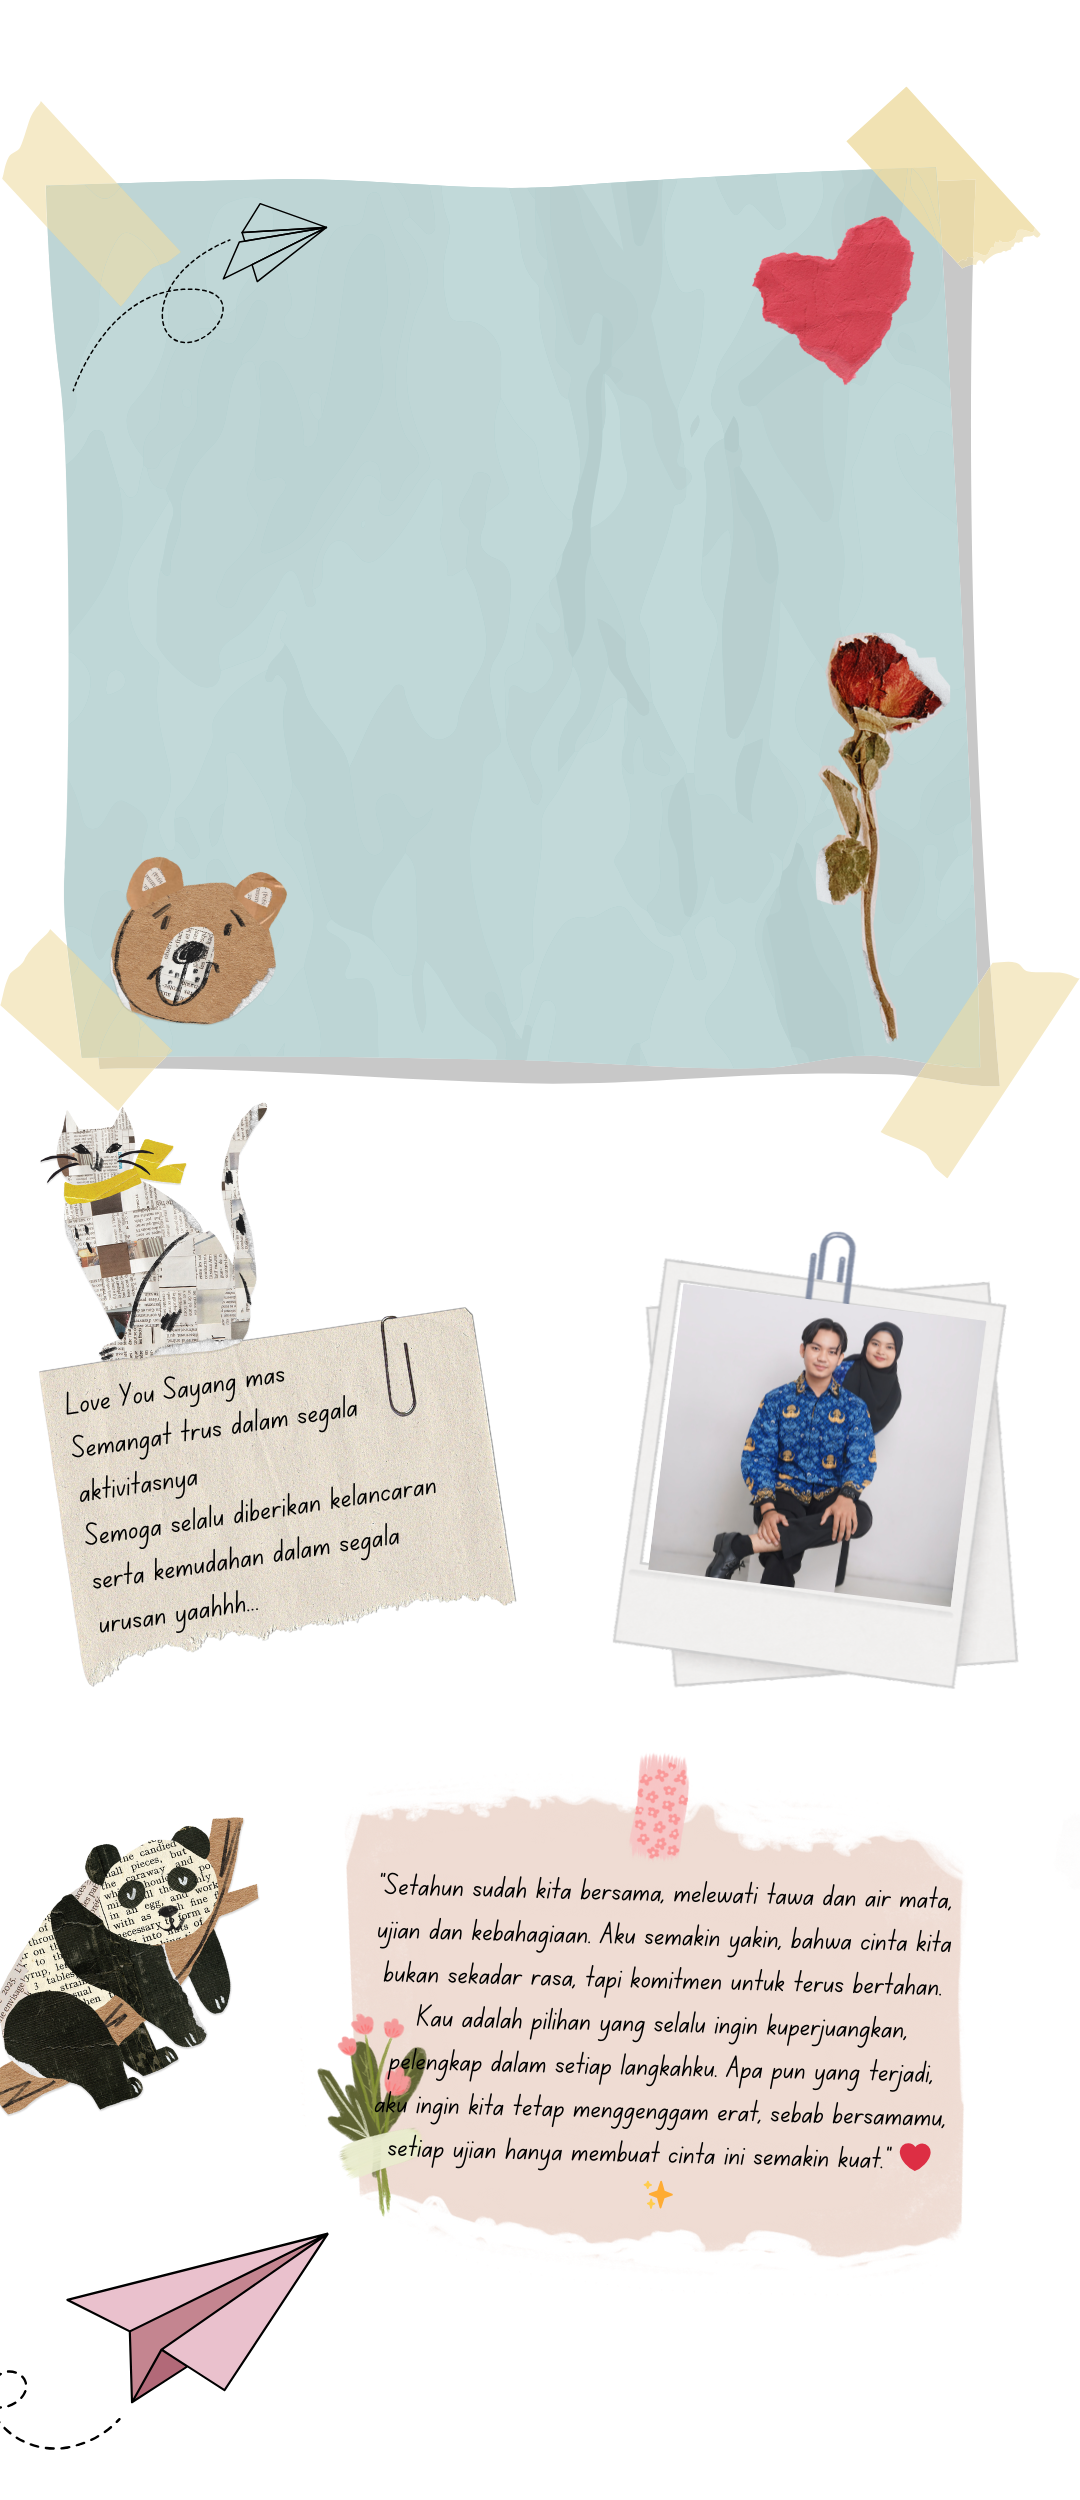 Love You Sayang mas
Semangat trus dalam segala
aktivitasnya
Semoga selalu diberikan kelancaran
serta kemudahan dalam segala
urusan yaahhh...
"Setahun sudah kita bersama, melewati tawa dan air mata,
ujian dan kebahagiaan. Aku semakin yakin, bahwa cinta kita
bukan sekadar rasa, tapi komitmen untuk terus bertahan.
Kau adalah pilihan yang selalu ingin kuperjuangkan,
pelengkap dalam setiap langkahku. Apa pun yang terjadi,
aku ingin kita tetap menggenggam erat, sebab bersamamu,
setiap ujian hanya membuat cinta ini semakin kuat." ❤️
✨